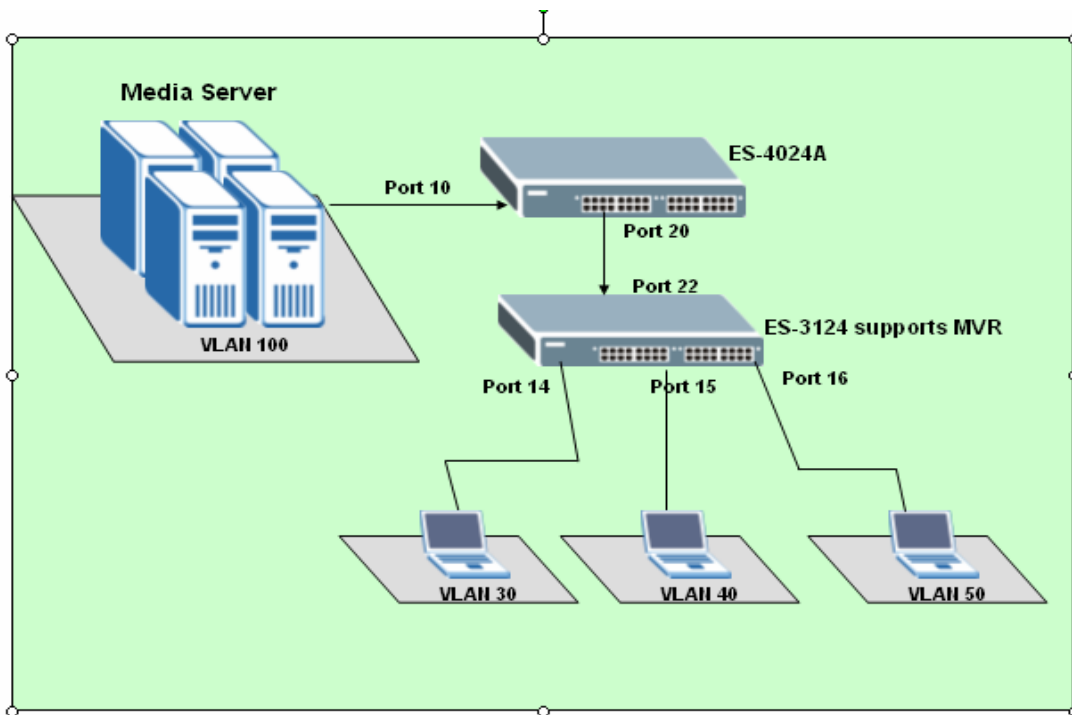 Media Server
ES-4024A
Port 10
Port 20
Port 22
ES-3124 supports MVR
VLAN 100
Port 14
Port 15
Port 16
VLAN 30
VLAN 40
VLAN 50